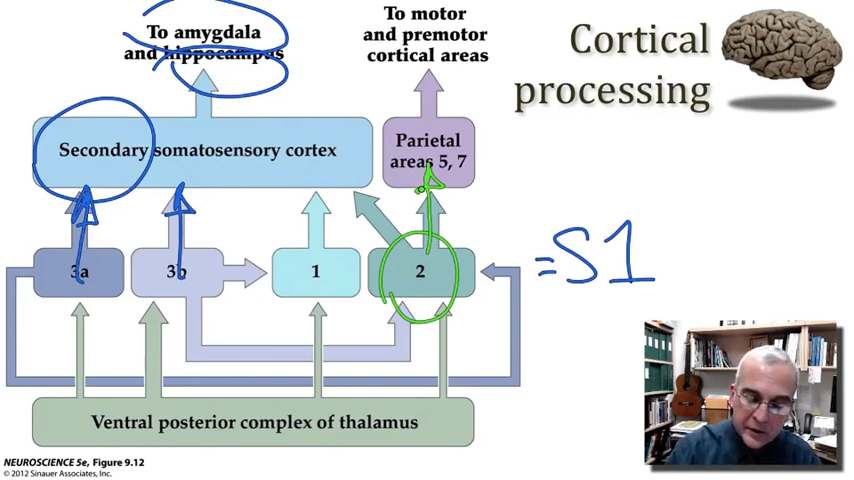 To amygdala
and hippocampus
To motor
and premotor
cortical areas
Cortical
processing
Secondary somatosensory cortex
Parietal
areas 5, 7
3a
3b
1
2
=S1
Ventral posterior complex of thalamus
NEUROSCIENCE 5e, Figure 9.12
© 2012 Sinauer Associates, Inc.